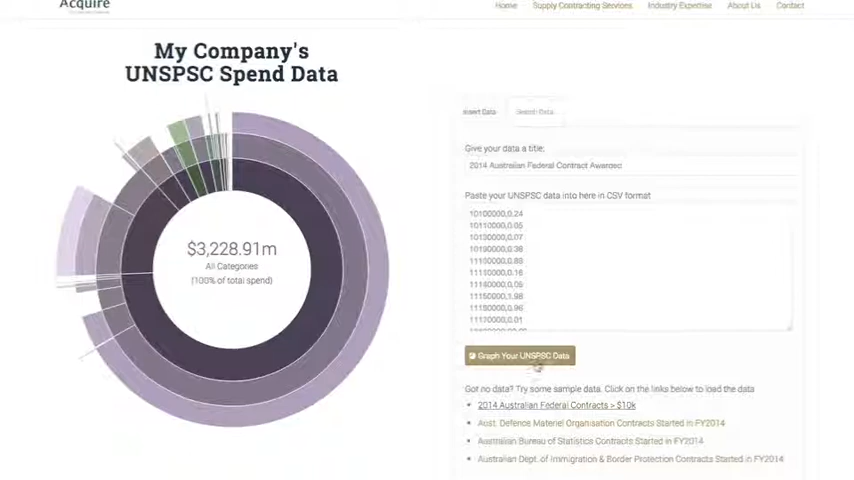 Acquire
Home Supply Contracting Services Industry Expertise About Us Contact
My Company's
UNSPSC Spend Data
$3,228.91m
All Categories
(100% of total spend)
Insert Data Search Data
Give your data a title:
2014 Australian Federal Contract Awarded
Paste your UNSPSC data into here in CSV format
10100000,0.24
10110000,0.05
10130000,0.07
10190000,0.38
11100000,0.83
11110000,0.16
11140000,0.05
11150000,1.98
11160000,0.96
11170000,0.01
Graph Your UNSPSC Data
Got no data? Try some sample data. Click on the links below to load the data
2014 Australian Federal Contracts > $10k
Aust. Defence Materiel Organisation Contracts Started in FY2014
Australian Bureau of Statistics Contracts Started in FY2014
Australian Dept. of Immigration & Border Protection Contracts Started in FY2014